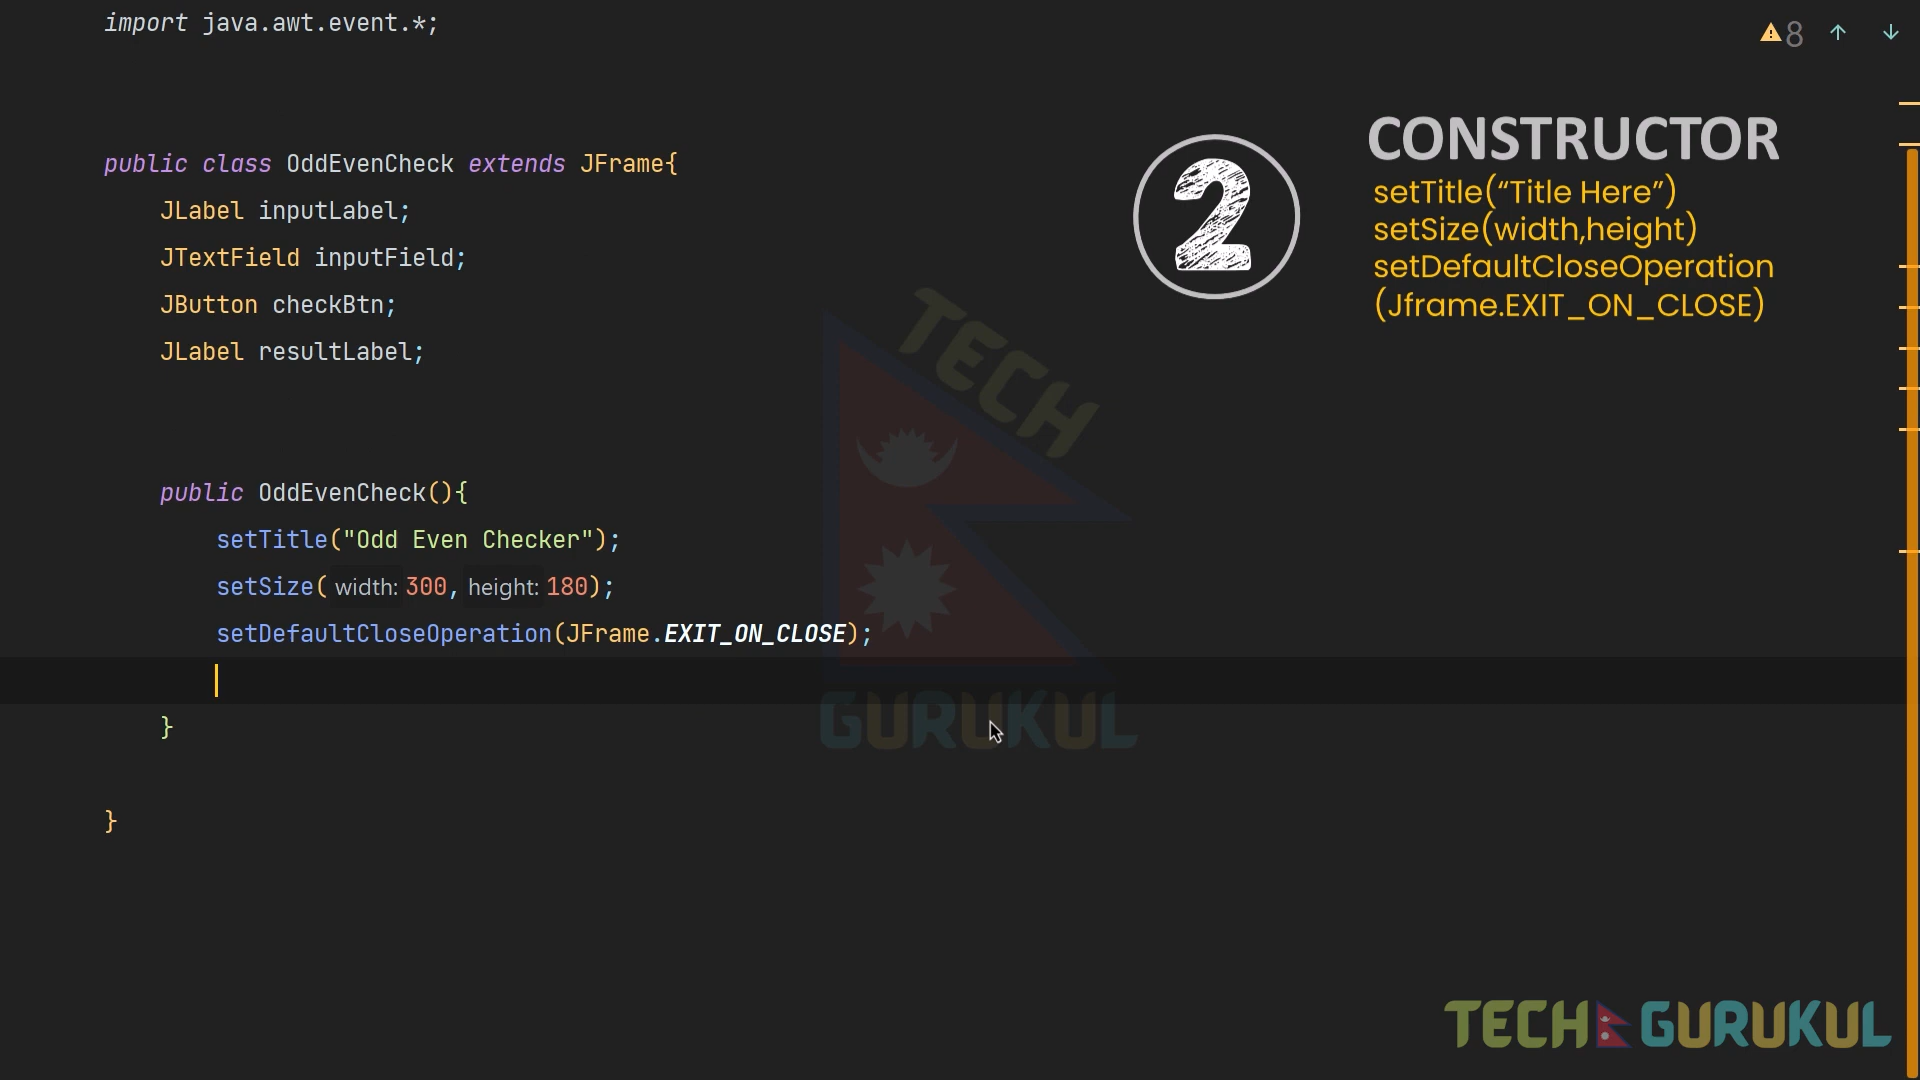 import java.awt.event.*;
8
public class OddEvenCheck extends JFrame{
JLabel inputLabel;
JTextField inputField;
JButton checkBtn;
JLabel resultLabel;
public OddEvenCheck(){
setTitle("Odd Even Checker");
setSize( width: 300, height: 180);
setDefaultCloseOperation(JFrame.EXIT_ON_CLOSE);
}
}
2
CONSTRUCTOR
setTitle(“Title Here”)
setSize(width,height)
setDefaultCloseOperation
(Jframe.EXIT_ON_CLOSE)
TECH
GURUKUL
TECH GURUKUL